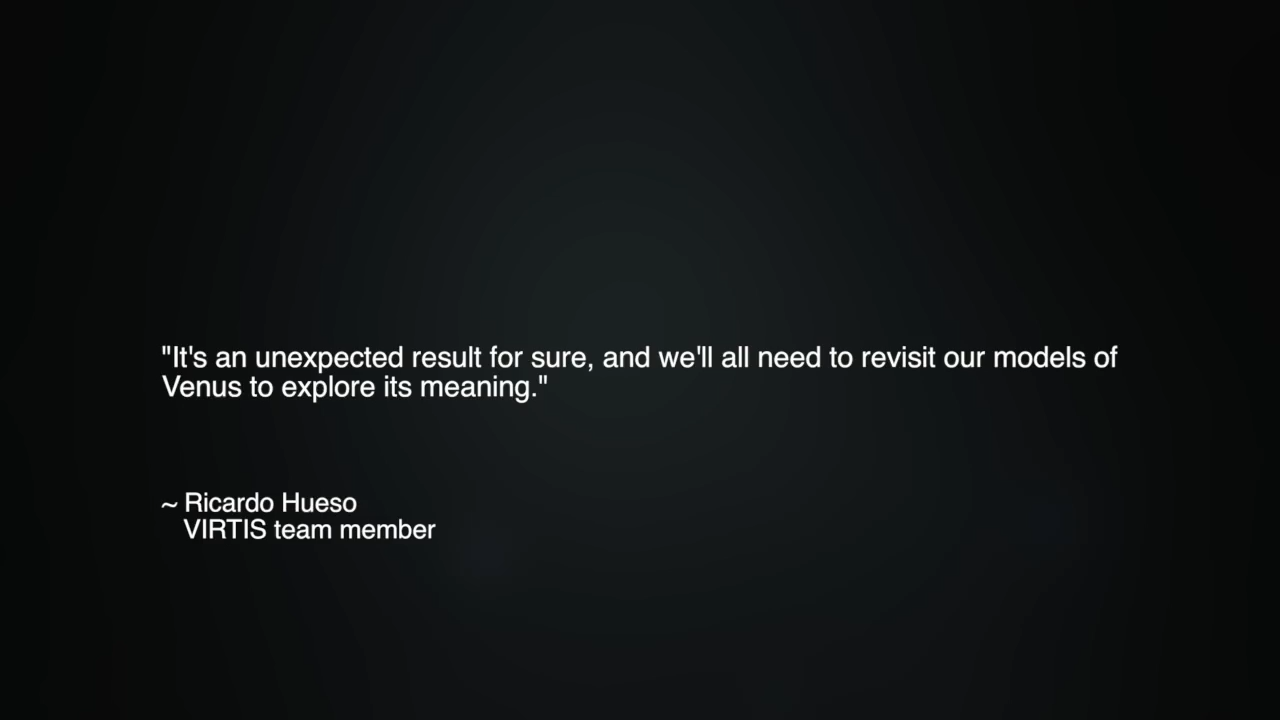 "It's an unexpected result for sure, and we'll all need to revisit our models of
Venus to explore its meaning."
~ Ricardo Hueso
VIRTIS team member